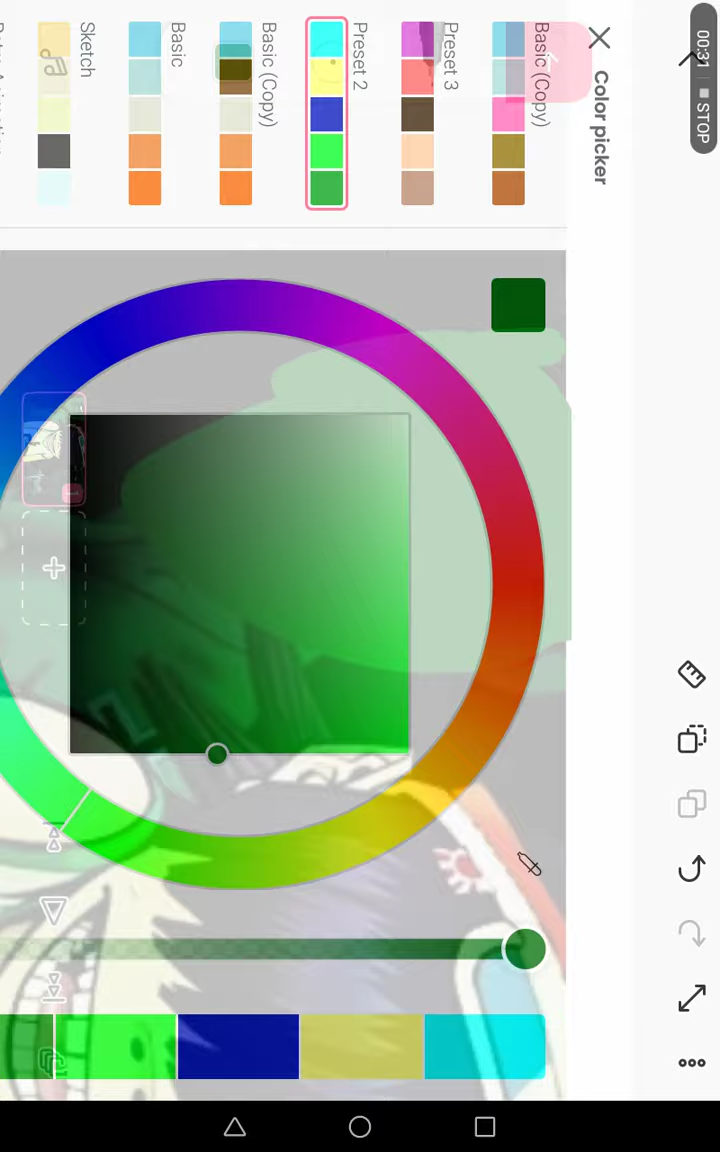 00:31 STOP
Color picker
Basic (Copy)
Preset 3
Preset 2
Basic (Copy)
Basic
Sketch